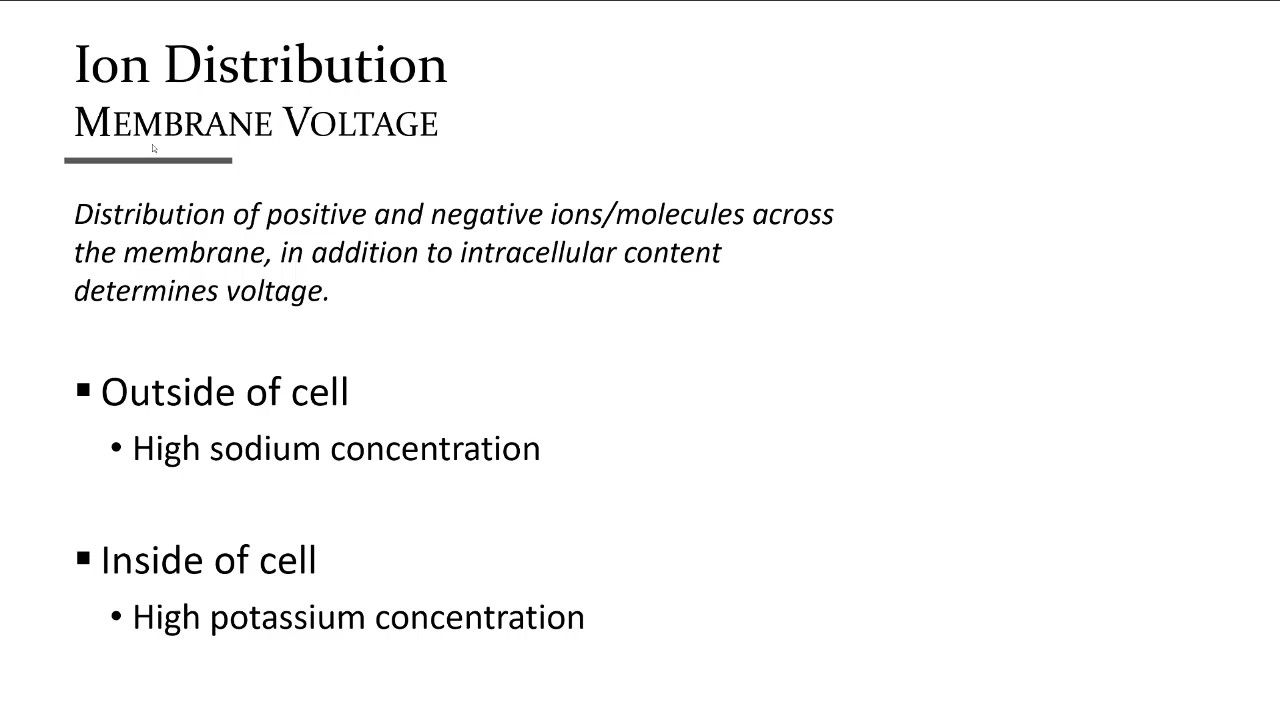 Ion Distribution
MEMBRANE VOLTAGE
Distribution of positive and negative ions/molecules across
the membrane, in addition to intracellular content
determines voltage.
▪ Outside of cell
• High sodium concentration
▪ Inside of cell
• High potassium concentration